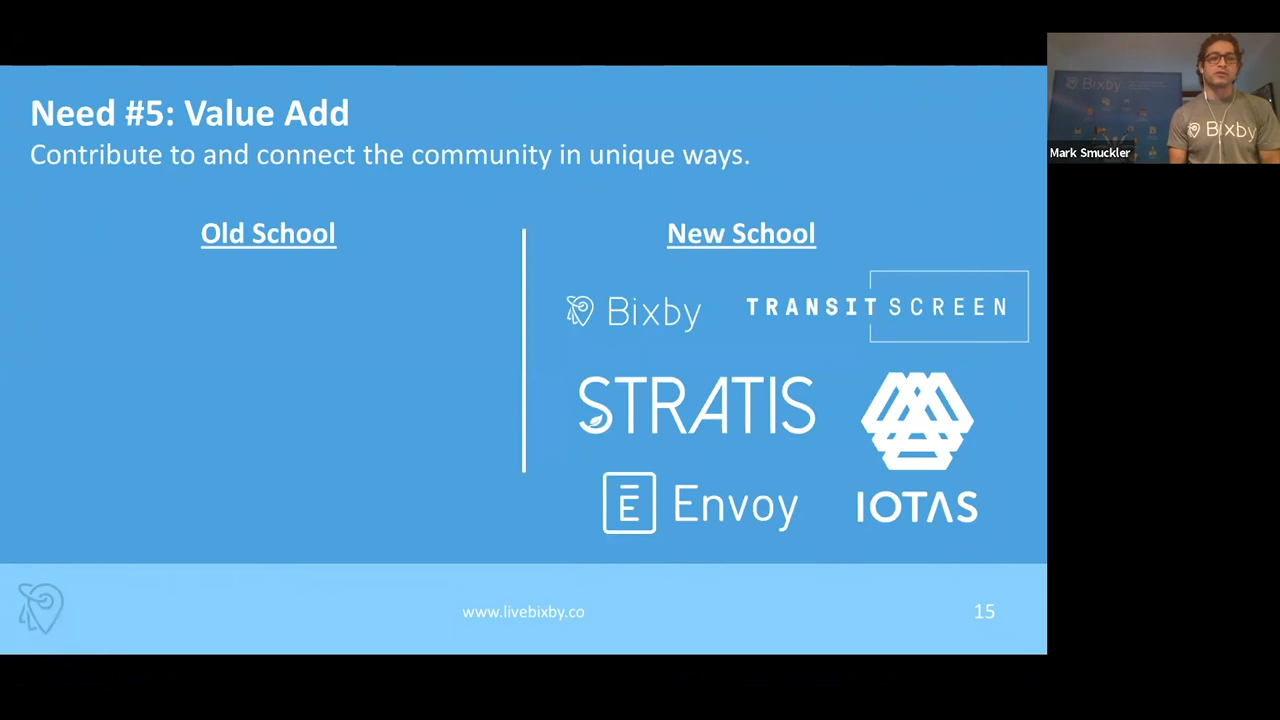 Need #5: Value Add
Contribute to and connect the community in unique ways.
Old School
New School
Bixby
TRANSITSCREEN
STRATIS
IOTAS
Envoy
www.livebixby.co
15
Bixby
Bixby
Mark Smuckler